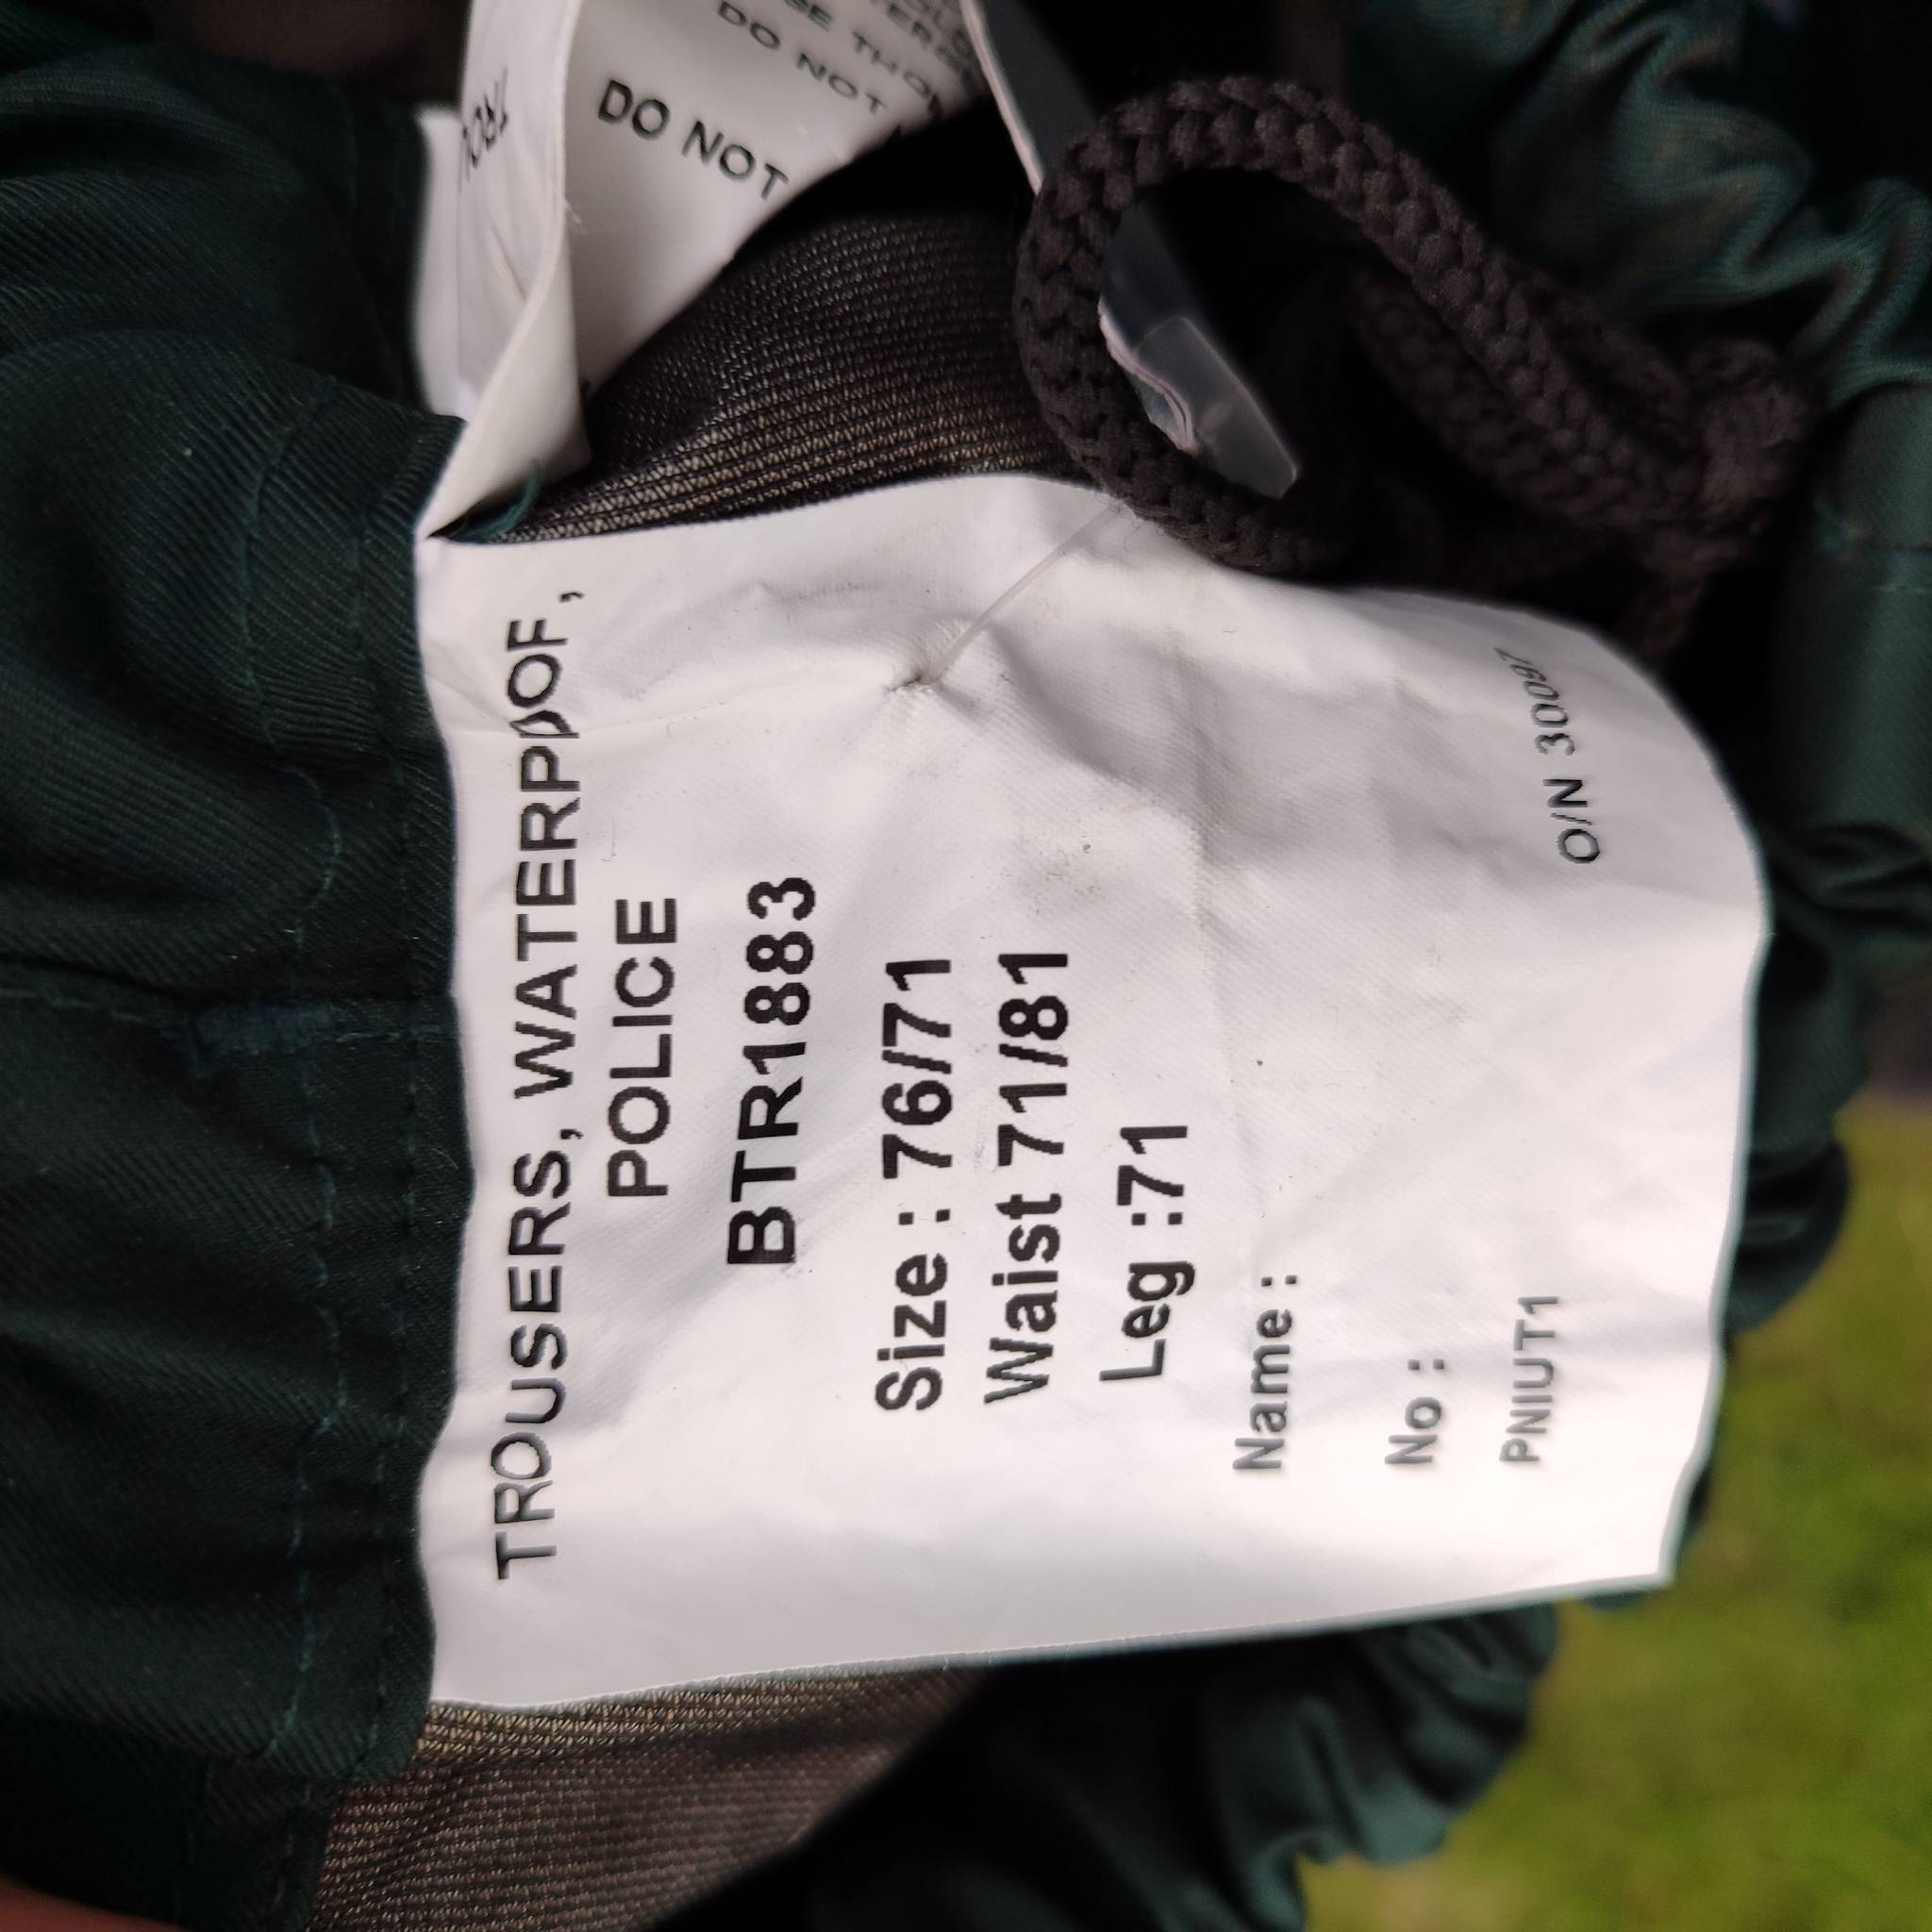 TROUSERS, WATERPROOF,
POLICE
BTR1883
Size : 76/71
Waist 71/81
Leg :71
Name :
No :
PNIUT1
O/N 30097
DO NOT
DO NOT